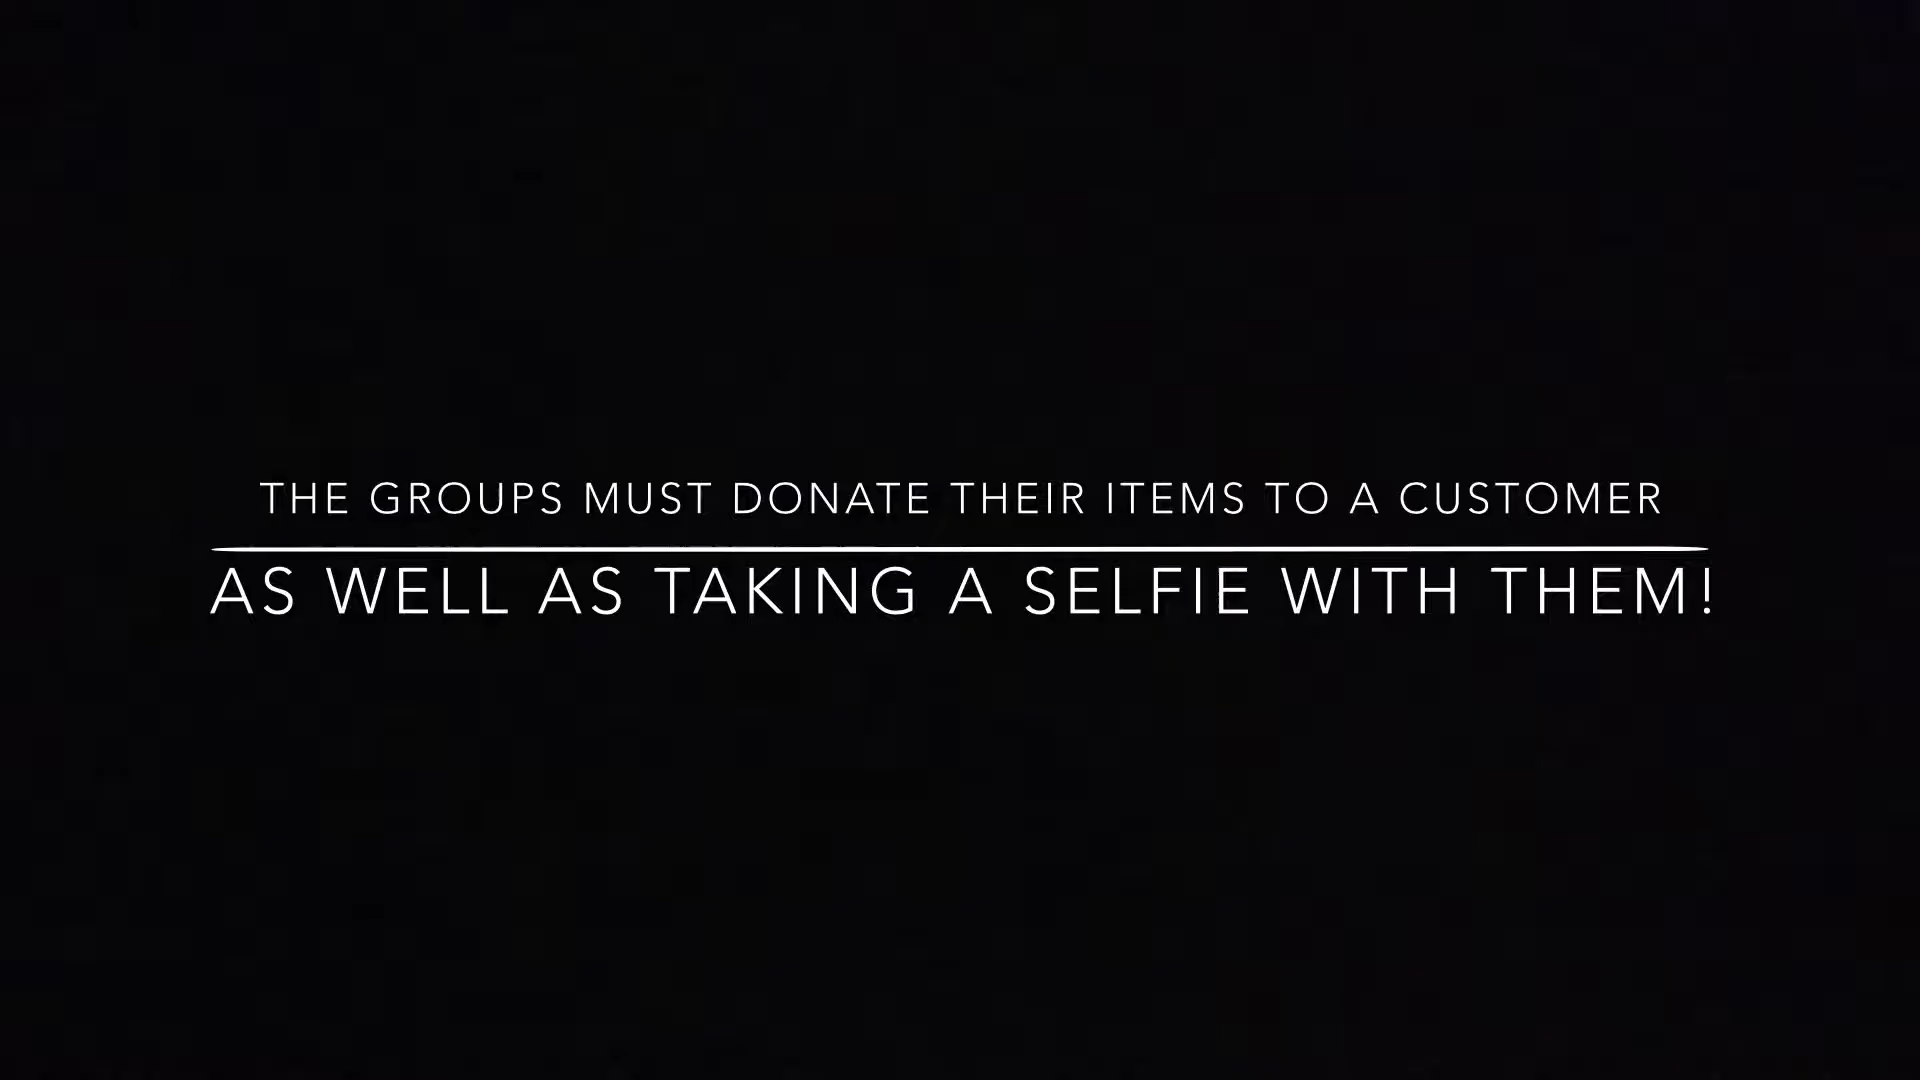 THE GROUPS MUST DONATE THEIR ITEMS TO A CUSTOMER
AS WELL AS TAKING A SELFIE WITH THEM!